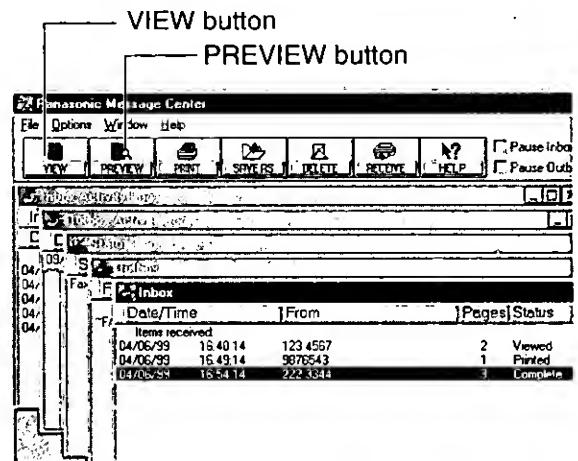 VIEW button
PREVIEW button
Panasonic Message Center
File Options Window Help
VIEW PREVIEW PRINT SAVE RS DELETE RECEIVE HELP
Pause Inbo
Pause Outb
Inbox
Date/Time From Pages Status
Items received
04/06/99 16:40:14 123 4567 2 Viewed
04/06/99 16:49:14 9876543 1 Printed
04/06/99 16:54:14 222 3344 3 Complete